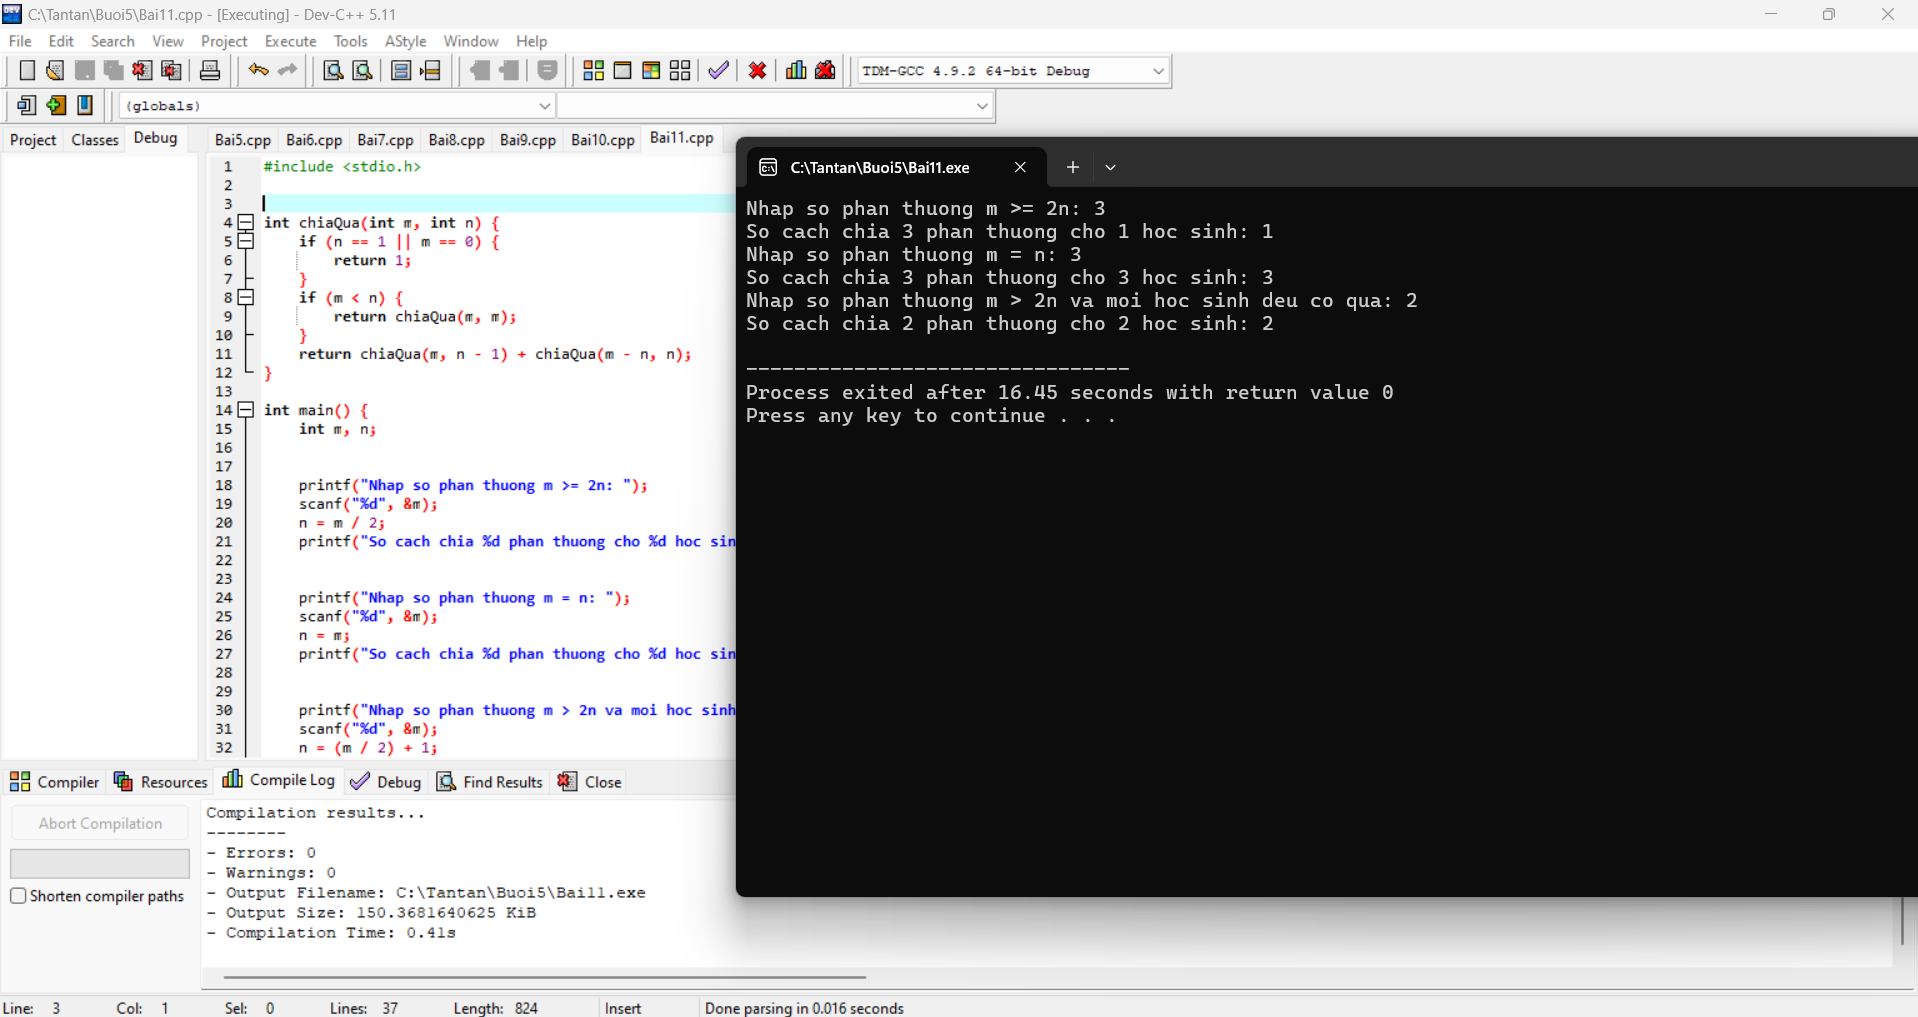 C:\Tantan\Buoi5\Bai11.cpp - [Executing] - Dev-C++ 5.11
File Edit Search View Project Execute Tools AStyle Window Help
TDM-GCC 4.9.2 64-bit Debug
(globals)
Project Classes Debug
Bai5.cpp Bai6.cpp Bai7.cpp Bai8.cpp Bai9.cpp Bai10.cpp Bai11.cpp
1 #include <stdio.h>
2
3
4 int chiaQua(int m, int n) {
5 if (n == 1 || m == 0) {
6 return 1;
7 }
8 if (m < n) {
9 return chiaQua(m, m);
10 }
11 return chiaQua(m, n - 1) + chiaQua(m - n, n);
12 }
13
14 int main() {
15 int m, n;
16
17
18 printf("Nhap so phan thuong m >= 2n: ");
19 scanf("%d", &m);
20 n = m / 2;
21 printf("So cach chia %d phan thuong cho %d hoc sin
22
23
24 printf("Nhap so phan thuong m = n: ");
25 scanf("%d", &m);
26 n = m;
27 printf("So cach chia %d phan thuong cho %d hoc sin
28
29
30 printf("Nhap so phan thuong m > 2n va moi hoc sinh
31 scanf("%d", &m);
32 n = (m / 2) + 1;
C:\Tantan\Buoi5\Bai11.exe
Nhap so phan thuong m >= 2n: 3
So cach chia 3 phan thuong cho 1 hoc sinh: 1
Nhap so phan thuong m = n: 3
So cach chia 3 phan thuong cho 3 hoc sinh: 3
Nhap so phan thuong m > 2n va moi hoc sinh deu co qua: 2
So cach chia 2 phan thuong cho 2 hoc sinh: 2
--------------------------------
Process exited after 16.45 seconds with return value 0
Press any key to continue . . .
Compiler Resources Compile Log Debug Find Results Close
Abort Compilation
Shorten compiler paths
Compilation results...
--------
- Errors: 0
- Warnings: 0
- Output Filename: C:\Tantan\Buoi5\Bai11.exe
- Output Size: 150.3681640625 KiB
- Compilation Time: 0.41s
Line: 3 Col: 1 Sel: 0 Lines: 37 Length: 824 Insert Done parsing in 0.016 seconds